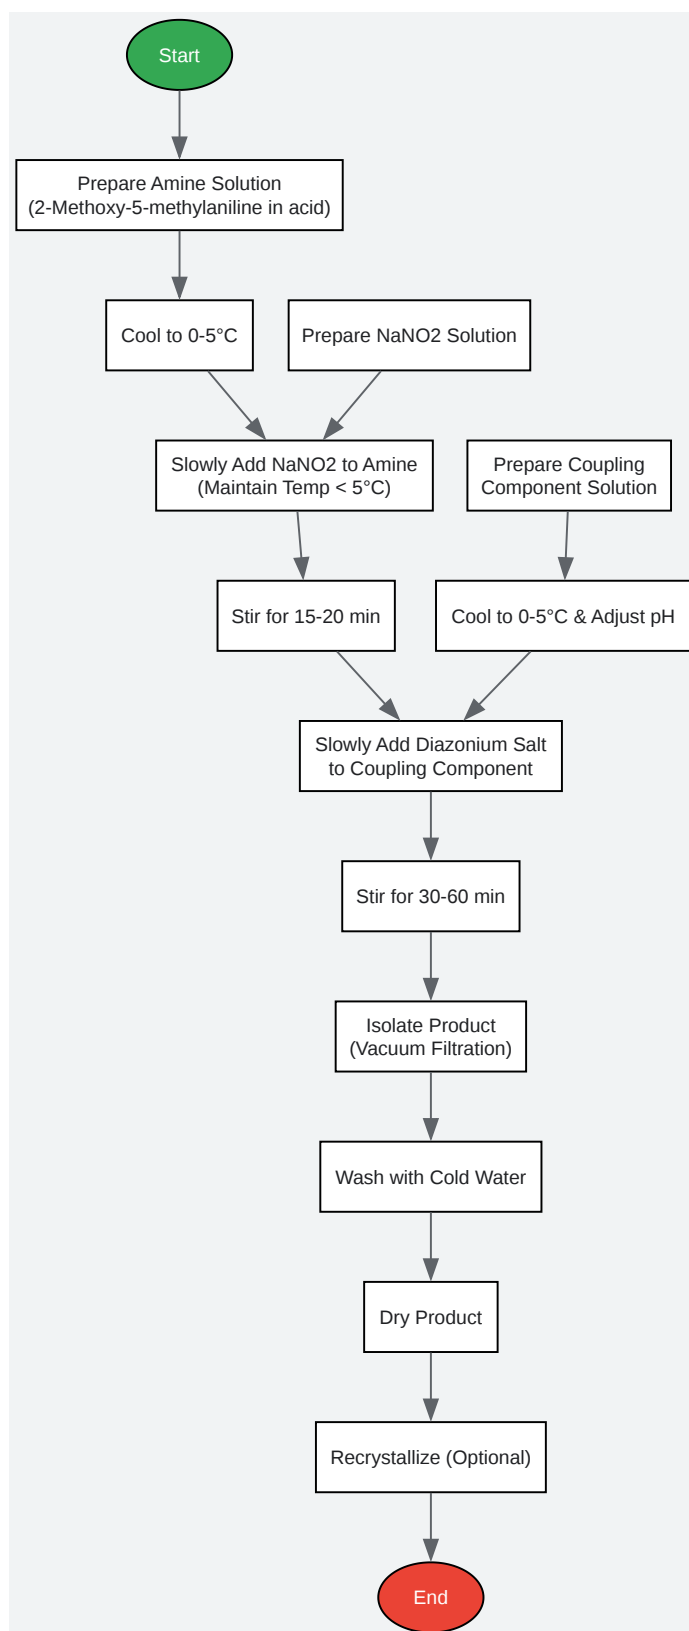 Start
Prepare Amine Solution
(2-Methoxy-5-methylaniline in acid)
Cool to 0-5°C
Prepare NaNO2 Solution
Slowly Add NaNO2 to Amine
(Maintain Temp < 5°C)
Prepare Coupling
Component Solution
Stir for 15-20 min
Cool to 0-5°C & Adjust pH
Slowly Add Diazonium Salt
to Coupling Component
Stir for 30-60 min
Isolate Product
(Vacuum Filtration)
Wash with Cold Water
Dry Product
Recrystallize (Optional)
End